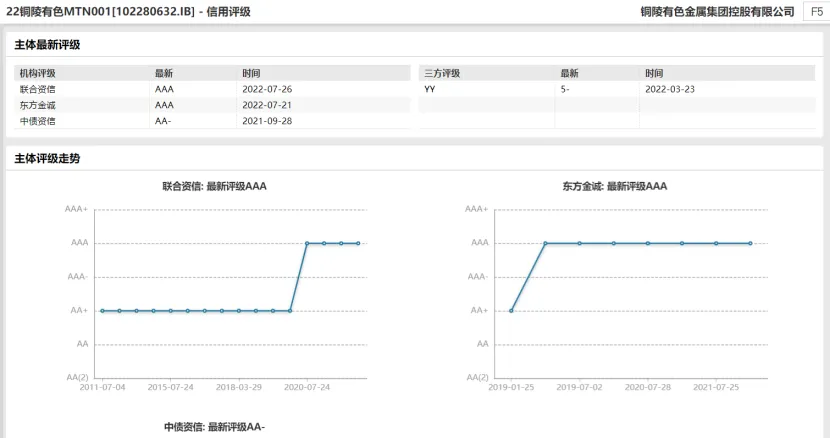 22铜陵有色MTN001[102280632.IB] - 信用评级 铜陵有色金属集团控股有限公司 F5
主体最新评级
机构评级 最新 时间 三方评级 最新 时间
联合资信 AAA 2022-07-26 YY 5- 2022-03-23
东方金诚 AAA 2022-07-21
中债资信 AA- 2021-09-28
主体评级走势
联合资信: 最新评级AAA 东方金诚: 最新评级AAA
AAA+ AAA+
AAA AAA
AAA- AAA-
AA+ AA+
AA AA
AA(2) AA(2)
2011-07-04 2015-07-24 2018-03-29 2020-07-24 2019-01-25 2019-07-02 2020-07-28 2021-07-25
中债资信: 最新评级AA-